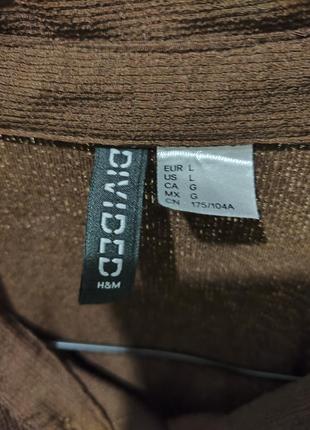 DIVIDED
H&M
EUR L
US L
CA G
MX G
CN 175/104A